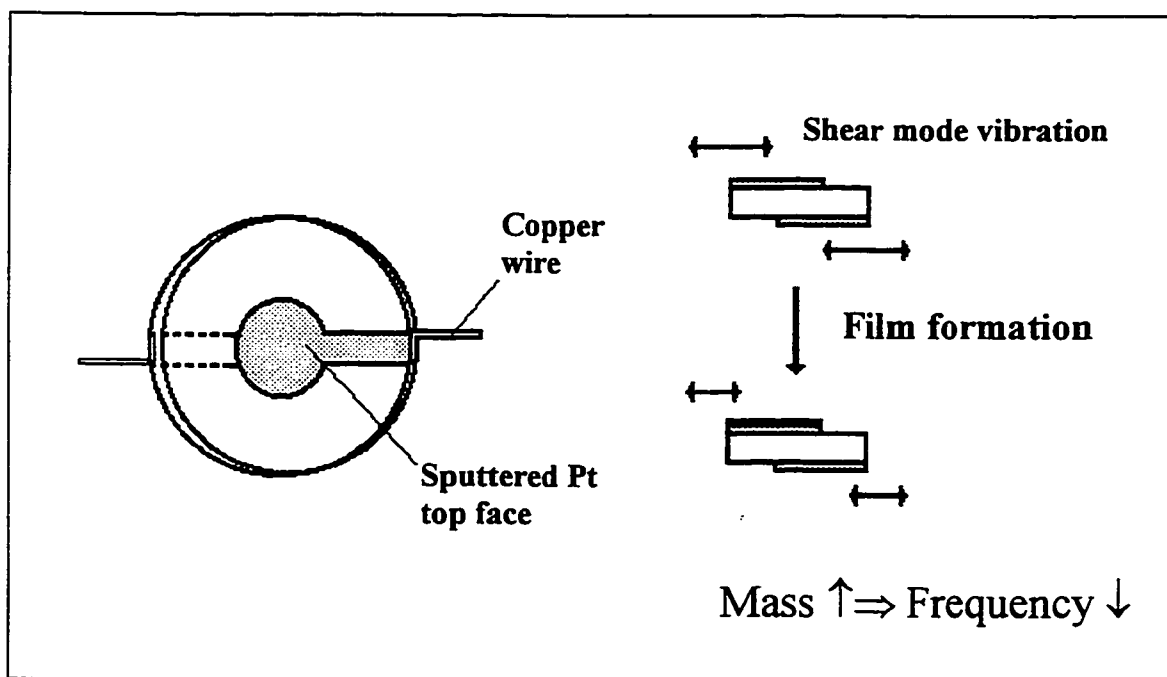 Shear mode vibration
Copper
wire
Film formation
Sputtered Pt
top face
Mass ↑⇒ Frequency ↓